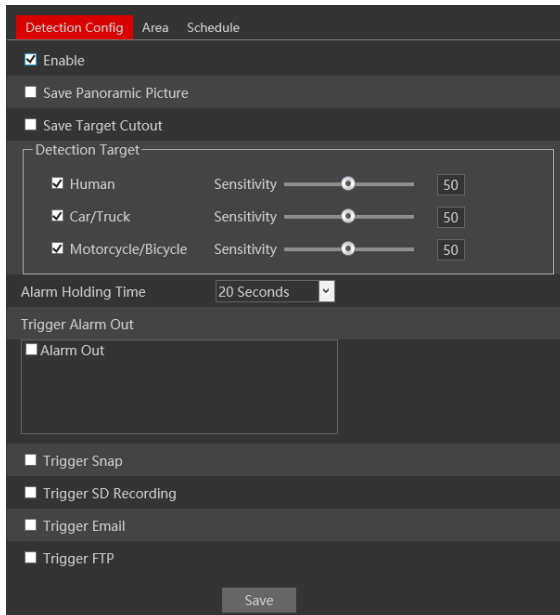 Detection Config Area Schedule
Enable
Save Panoramic Picture
Save Target Cutout
Detection Target
Human Sensitivity 50
Car/Truck Sensitivity 50
Motorcycle/Bicycle Sensitivity 50
Alarm Holding Time 20 Seconds
Trigger Alarm Out
Alarm Out
Trigger Snap
Trigger SD Recording
Trigger Email
Trigger FTP
Save